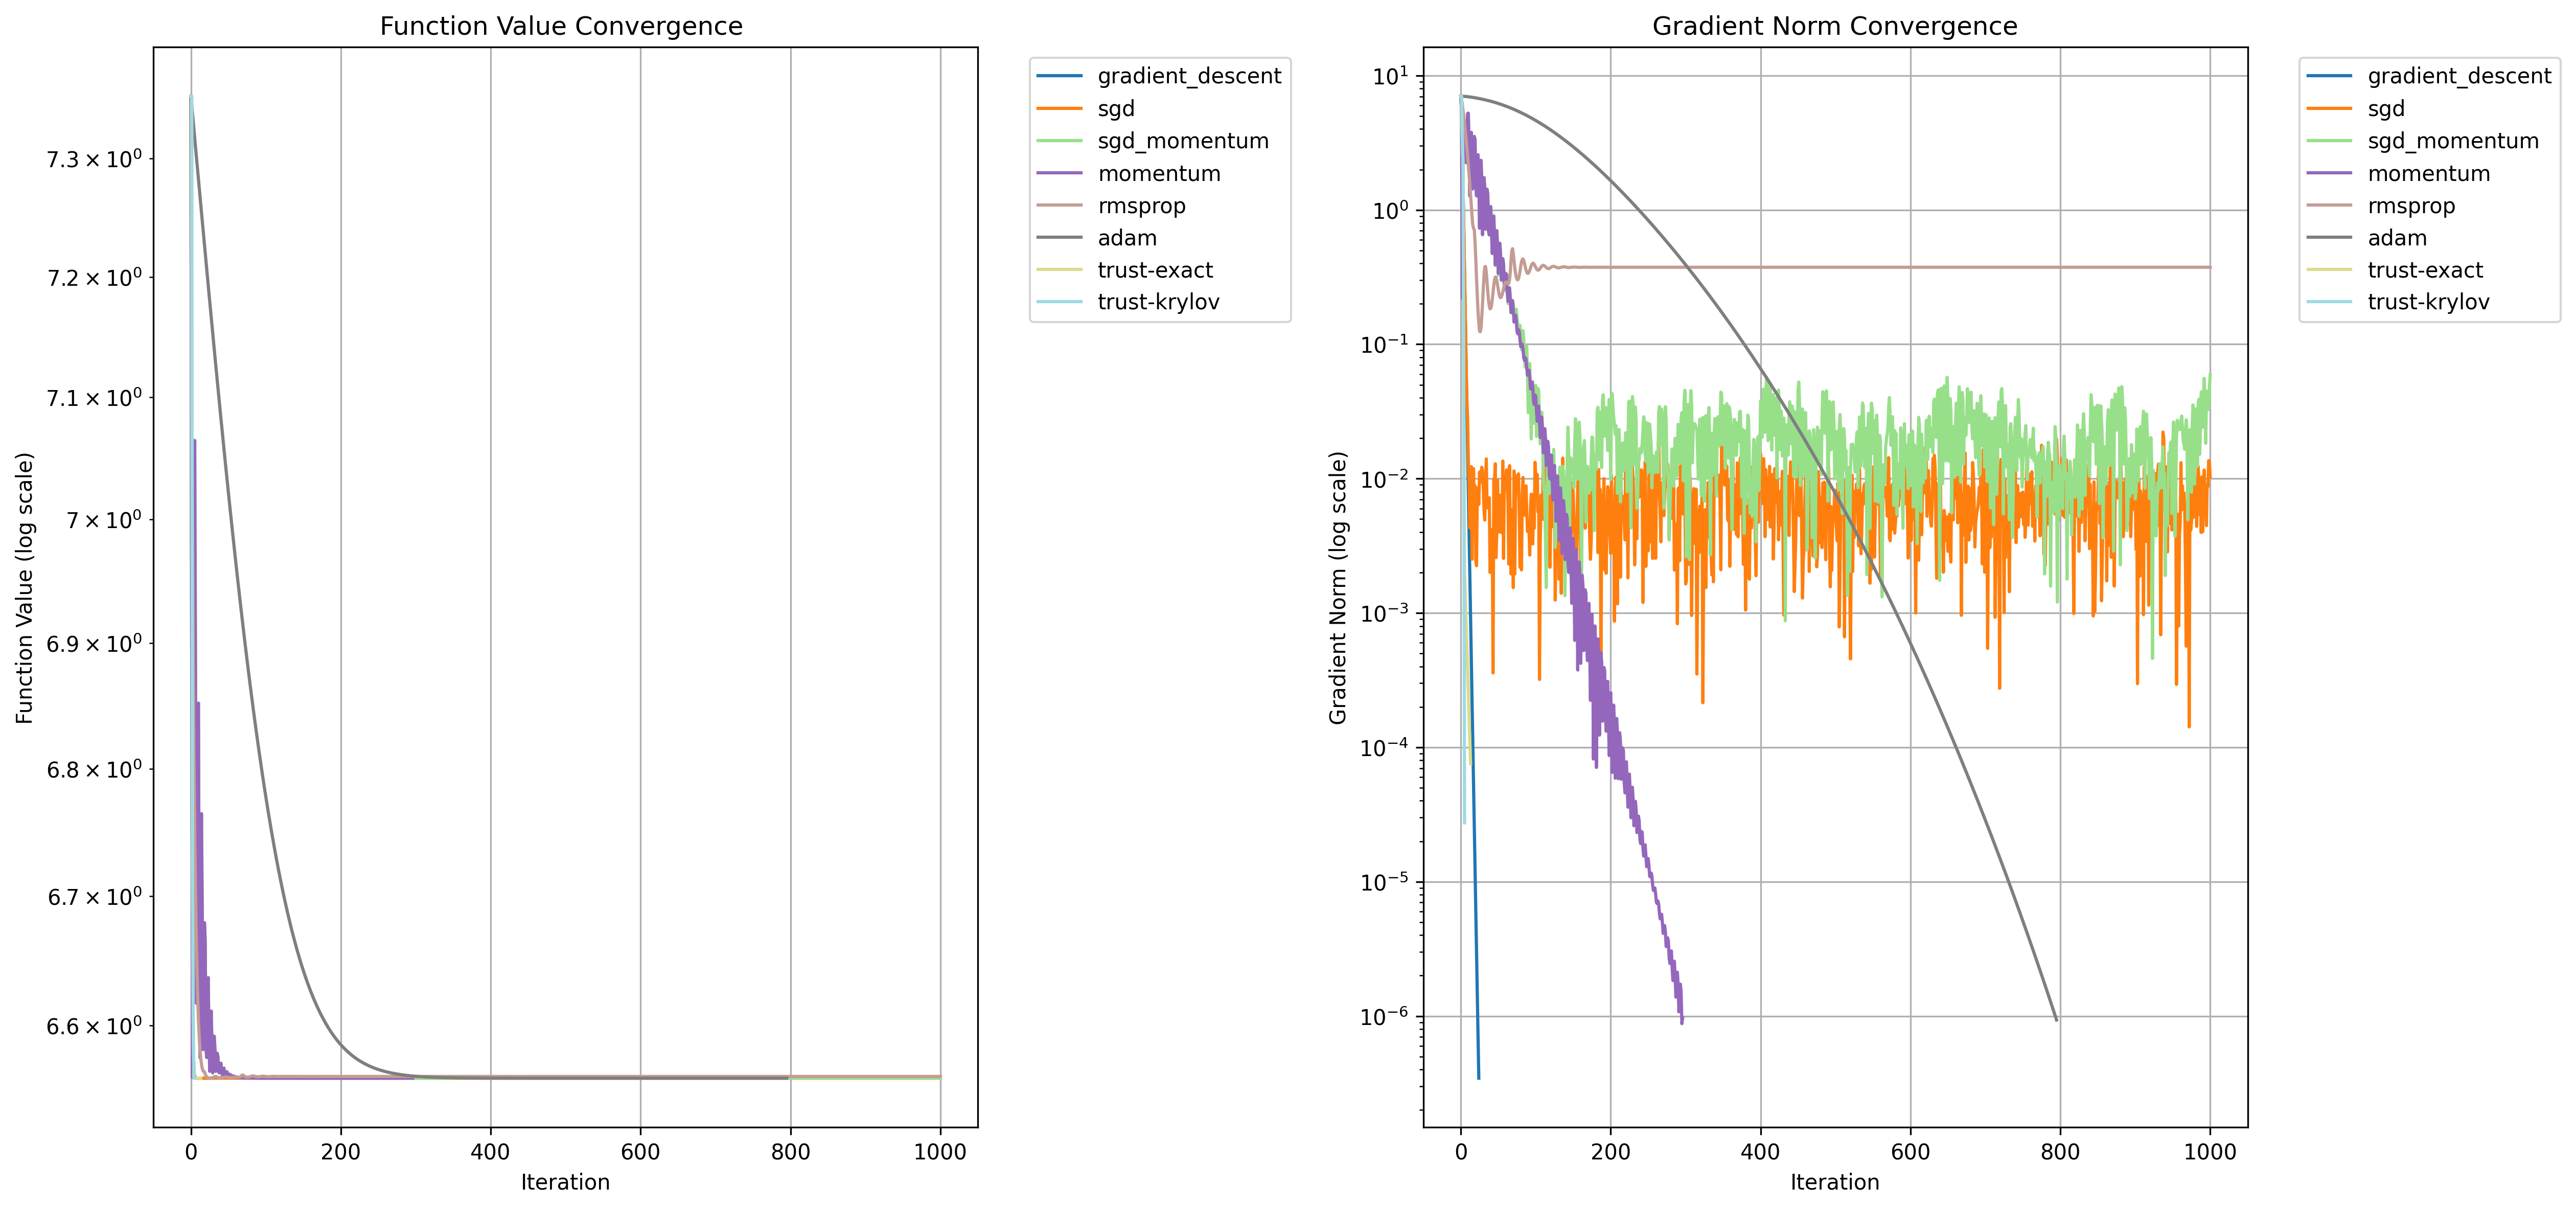 Function Value Convergence
Function Value (log scale)
7.3 × 10⁰
7.2 × 10⁰
7.1 × 10⁰
7 × 10⁰
6.9 × 10⁰
6.8 × 10⁰
6.7 × 10⁰
6.6 × 10⁰
0 200 400 600 800 1000
Iteration
gradient_descent
sgd
sgd_momentum
momentum
rmsprop
adam
trust-exact
trust-krylov
Gradient Norm Convergence
Gradient Norm (log scale)
10¹
10⁰
10⁻¹
10⁻²
10⁻³
10⁻⁴
10⁻⁵
10⁻⁶
0 200 400 600 800 1000
Iteration
gradient_descent
sgd
sgd_momentum
momentum
rmsprop
adam
trust-exact
trust-krylov